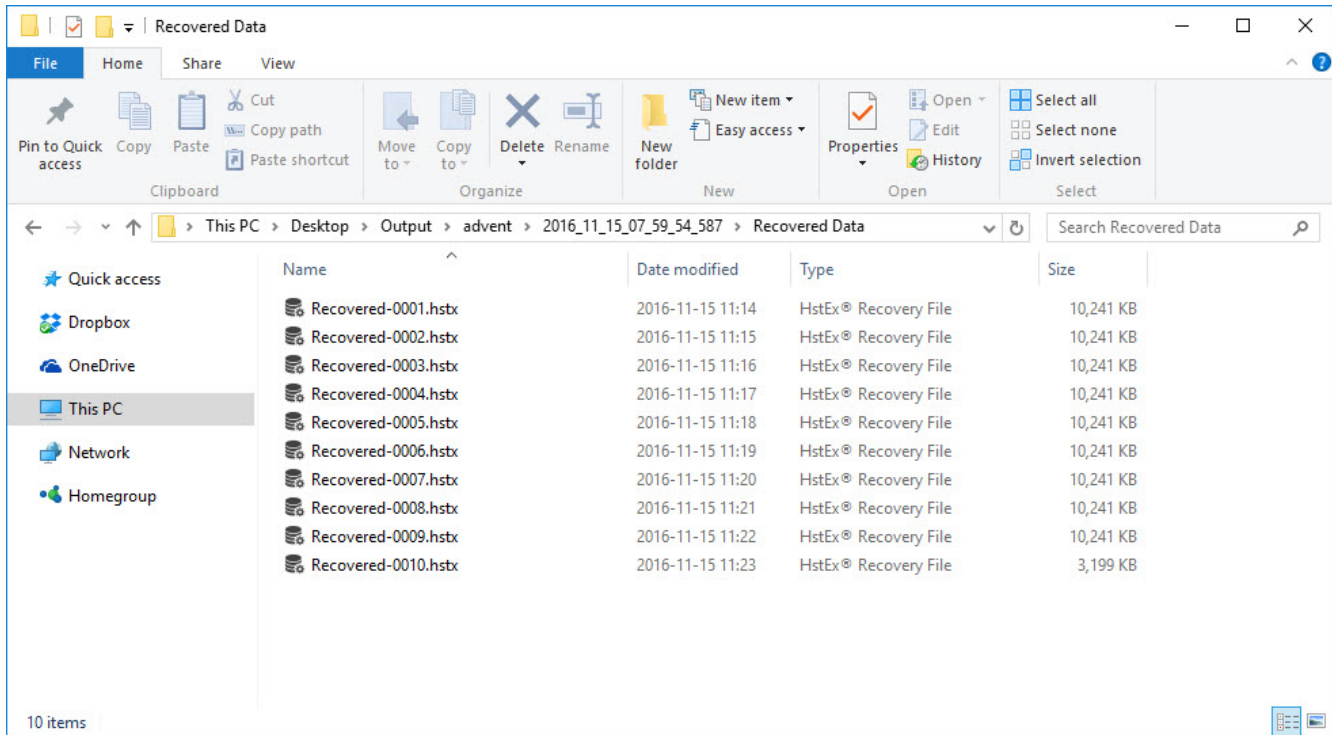 Recovered Data
File Home Share View
Pin to Quick access
Copy
Paste
Cut
Copy path
Paste shortcut
Clipboard
Move to
Copy to
Delete
Rename
Organize
New folder
New item
Easy access
New
Properties
Open
Edit
History
Open
Select all
Select none
Invert selection
Select
This PC > Desktop > Output > advent > 2016_11_15_07_59_54_587 > Recovered Data
Search Recovered Data
Quick access
Dropbox
OneDrive
This PC
Network
Homegroup
Name Date modified Type Size
Recovered-0001.hstx 2016-11-15 11:14 HstEx® Recovery File 10,241 KB
Recovered-0002.hstx 2016-11-15 11:15 HstEx® Recovery File 10,241 KB
Recovered-0003.hstx 2016-11-15 11:16 HstEx® Recovery File 10,241 KB
Recovered-0004.hstx 2016-11-15 11:17 HstEx® Recovery File 10,241 KB
Recovered-0005.hstx 2016-11-15 11:18 HstEx® Recovery File 10,241 KB
Recovered-0006.hstx 2016-11-15 11:19 HstEx® Recovery File 10,241 KB
Recovered-0007.hstx 2016-11-15 11:20 HstEx® Recovery File 10,241 KB
Recovered-0008.hstx 2016-11-15 11:21 HstEx® Recovery File 10,241 KB
Recovered-0009.hstx 2016-11-15 11:22 HstEx® Recovery File 10,241 KB
Recovered-0010.hstx 2016-11-15 11:23 HstEx® Recovery File 3,199 KB
10 items